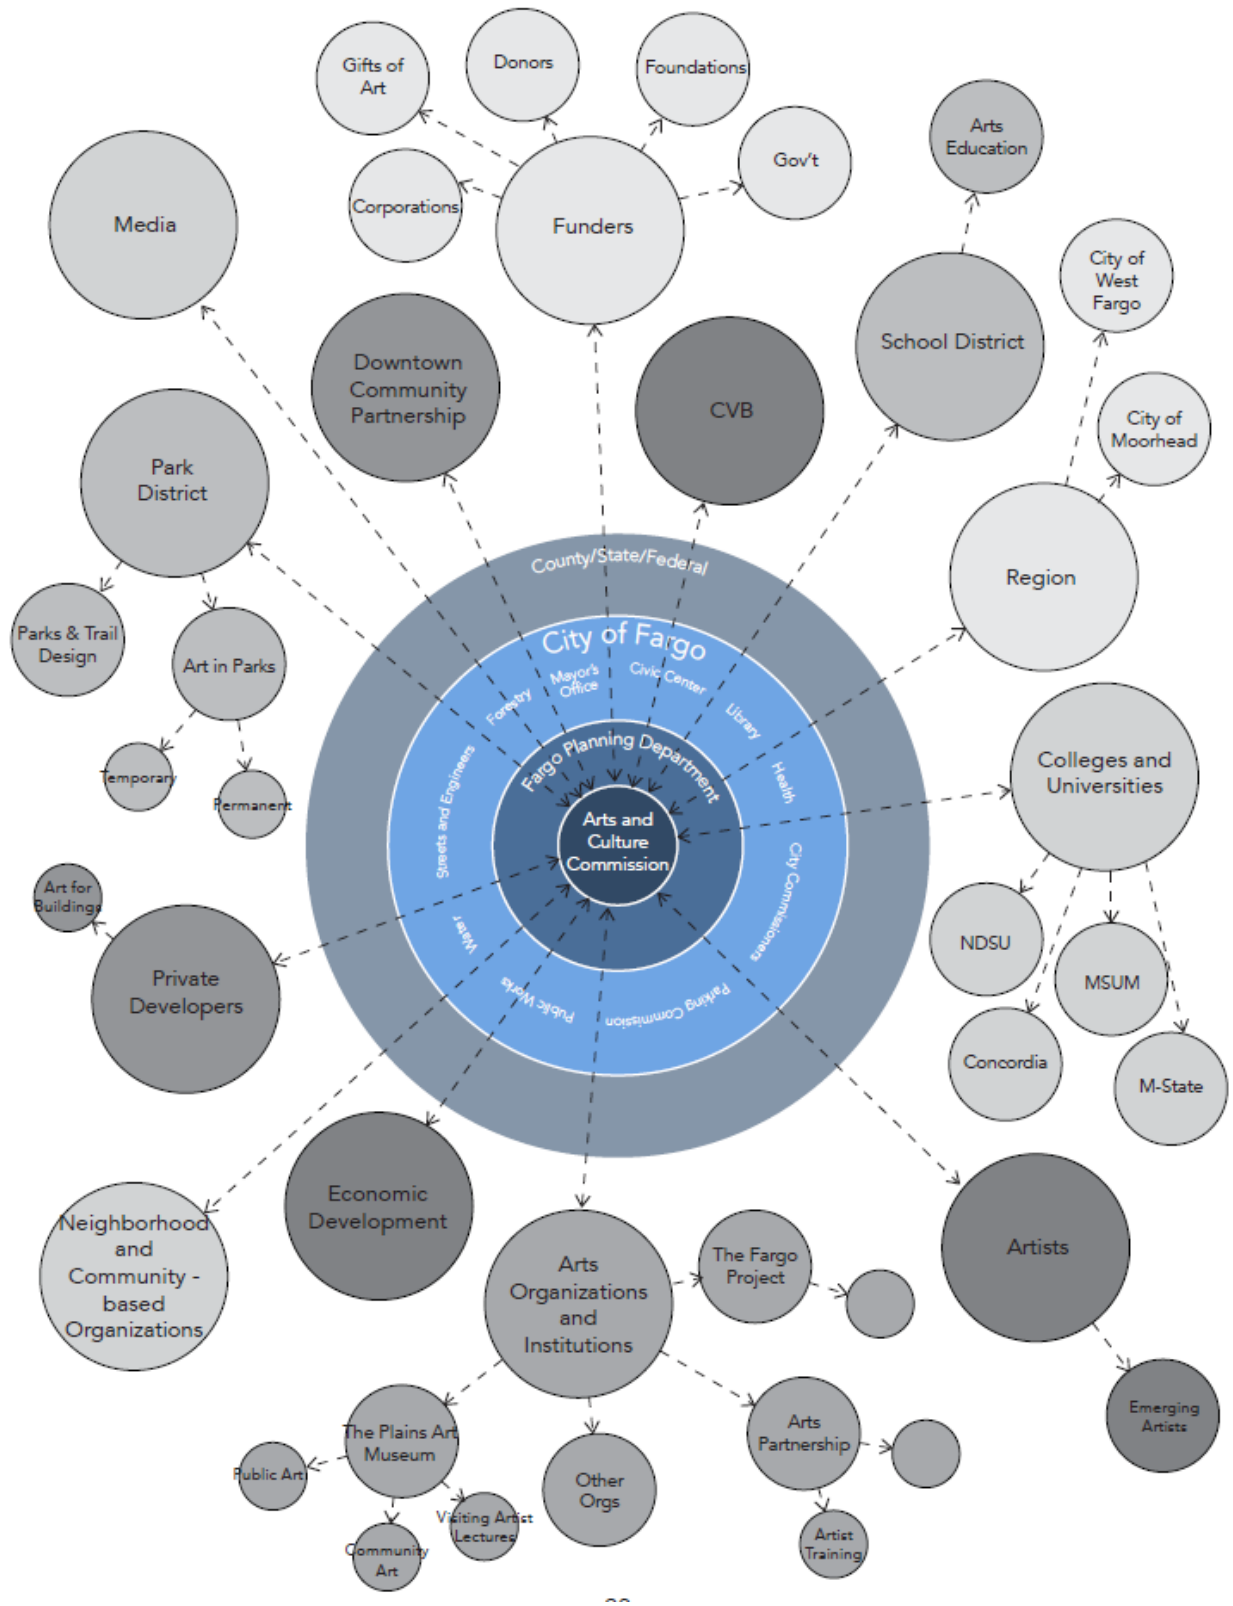 Gifts of
Art
Donors
Foundations
Gov't
Corporations
Funders
Arts
Education
Media
City of
West
Fargo
School District
Downtown
Community
Partnership
CVB
City of
Moorhead
Park
District
Region
County/State/Federal
City of Fargo
Mayor's
Office
Civic Center
Forestry
Library
Parks & Trail
Design
Art in Parks
Fargo Planning Department
Streets and Engineers
Health
Colleges and
Universities
Temporary
Permanent
Arts and
Culture
Commission
City Commissioners
Art for
Buildings
Water
NDSU
MSUM
Private
Developers
Public Works
Parking Commission
Concordia
M-State
Economic
Development
Neighborhood
and
Community -
based
Organizations
Arts
Organizations
and
Institutions
The Fargo
Project
Artists
The Plains Art
Museum
Arts
Partnership
Emerging
Artists
Public Art
Other
Orgs
Visiting Artist
Lectures
Community
Art
Artist
Training